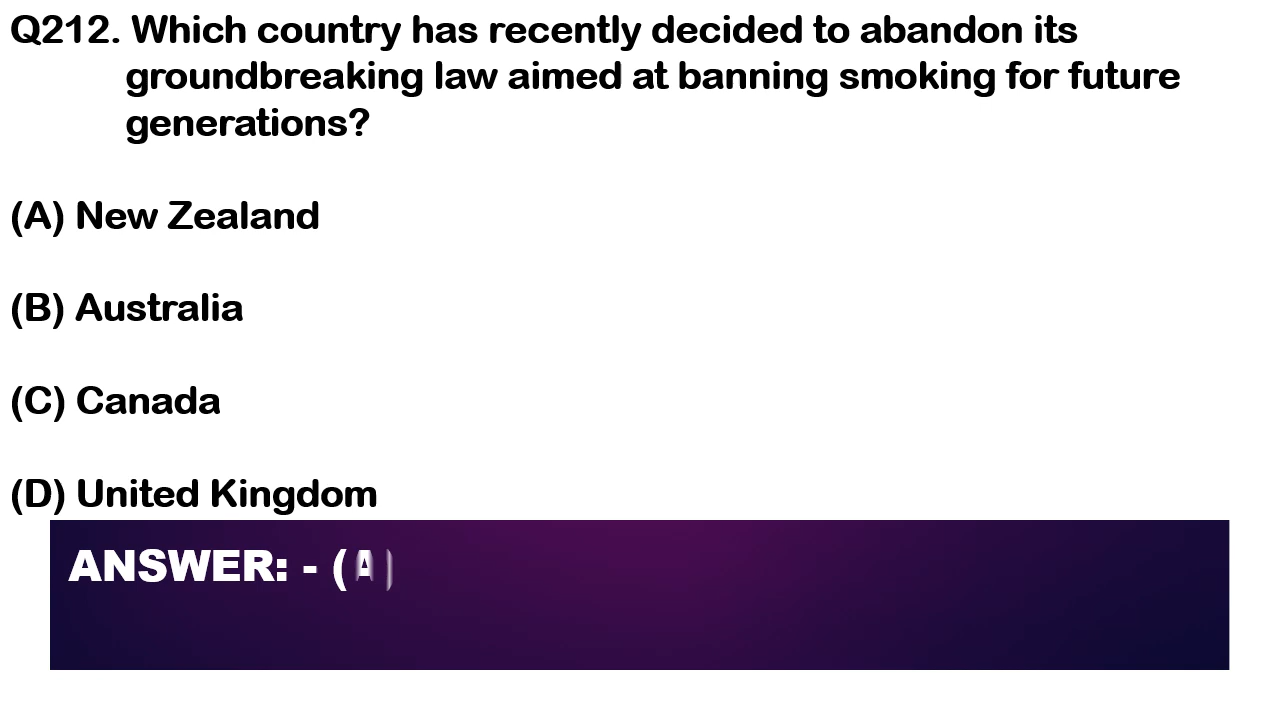 Q212. Which country has recently decided to abandon its
groundbreaking law aimed at banning smoking for future
generations?
(A) New Zealand
(B) Australia
(C) Canada
(D) United Kingdom
ANSWER: - (A)